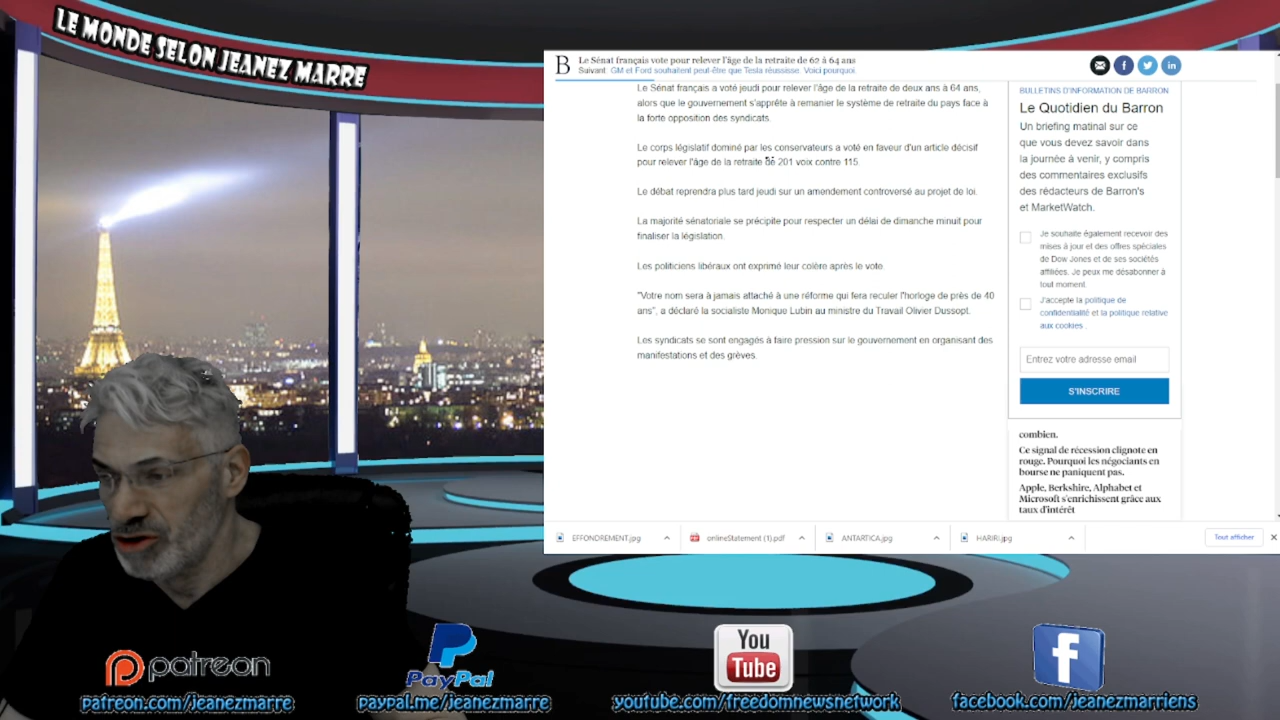 LE MONDE SELON JEANEZ MARRE
B
Le Sénat français vote pour relever l'âge de la retraite de 62 à 64 ans
Suivant: GM et Ford souhaitent peut-être que Tesla réussisse. Voici pourquoi.
Le Sénat français a voté jeudi pour relever l'âge de la retraite de deux ans à 64 ans,
alors que le gouvernement s'apprête à remanier le système de retraite du pays face à
la forte opposition des syndicats.
Le corps législatif dominé par les conservateurs a voté en faveur d'un article décisif
pour relever l'âge de la retraite de 201 voix contre 115.
Le débat reprendra plus tard jeudi sur un amendement controversé au projet de loi.
La majorité sénatoriale se précipite pour respecter un délai de dimanche minuit pour
finaliser la législation.
Les politiciens libéraux ont exprimé leur colère après le vote.
"Votre nom sera à jamais attaché à une réforme qui fera reculer l'horloge de près de 40
ans", a déclaré la socialiste Monique Lubin au ministre du Travail Olivier Dussopt.
Les syndicats se sont engagés à faire pression sur le gouvernement en organisant des
manifestations et des grèves.
BULLETINS D'INFORMATION DE BARRON
Le Quotidien du Barron
Un briefing matinal sur ce
que vous devez savoir dans
la journée à venir, y compris
des commentaires exclusifs
des rédacteurs de Barron's
et MarketWatch.
Je souhaite également recevoir des
mises à jour et des offres spéciales
de Dow Jones et de ses sociétés
affiliées. Je peux me désabonner à
tout moment.
J'accepte la politique de
confidentialité et la politique relative
aux cookies .
Entrez votre adresse email
S'INSCRIRE
combien.
Ce signal de récession clignote en
rouge. Pourquoi les négociants en
bourse ne paniquent pas.
Apple, Berkshire, Alphabet et
Microsoft s'enrichissent grâce aux
taux d'intérêt
EFFONDREMENT.jpg
onlineStatement (1).pdf
ANTARTICA.jpg
HARIRI.jpg
Tout afficher
patreon
patreon.com/jeanezmarre
PayPal
paypal.me/jeanezmarre
You
Tube
youtube.com/freedomnewsnetwork
f
facebook.com/jeanezmarriens